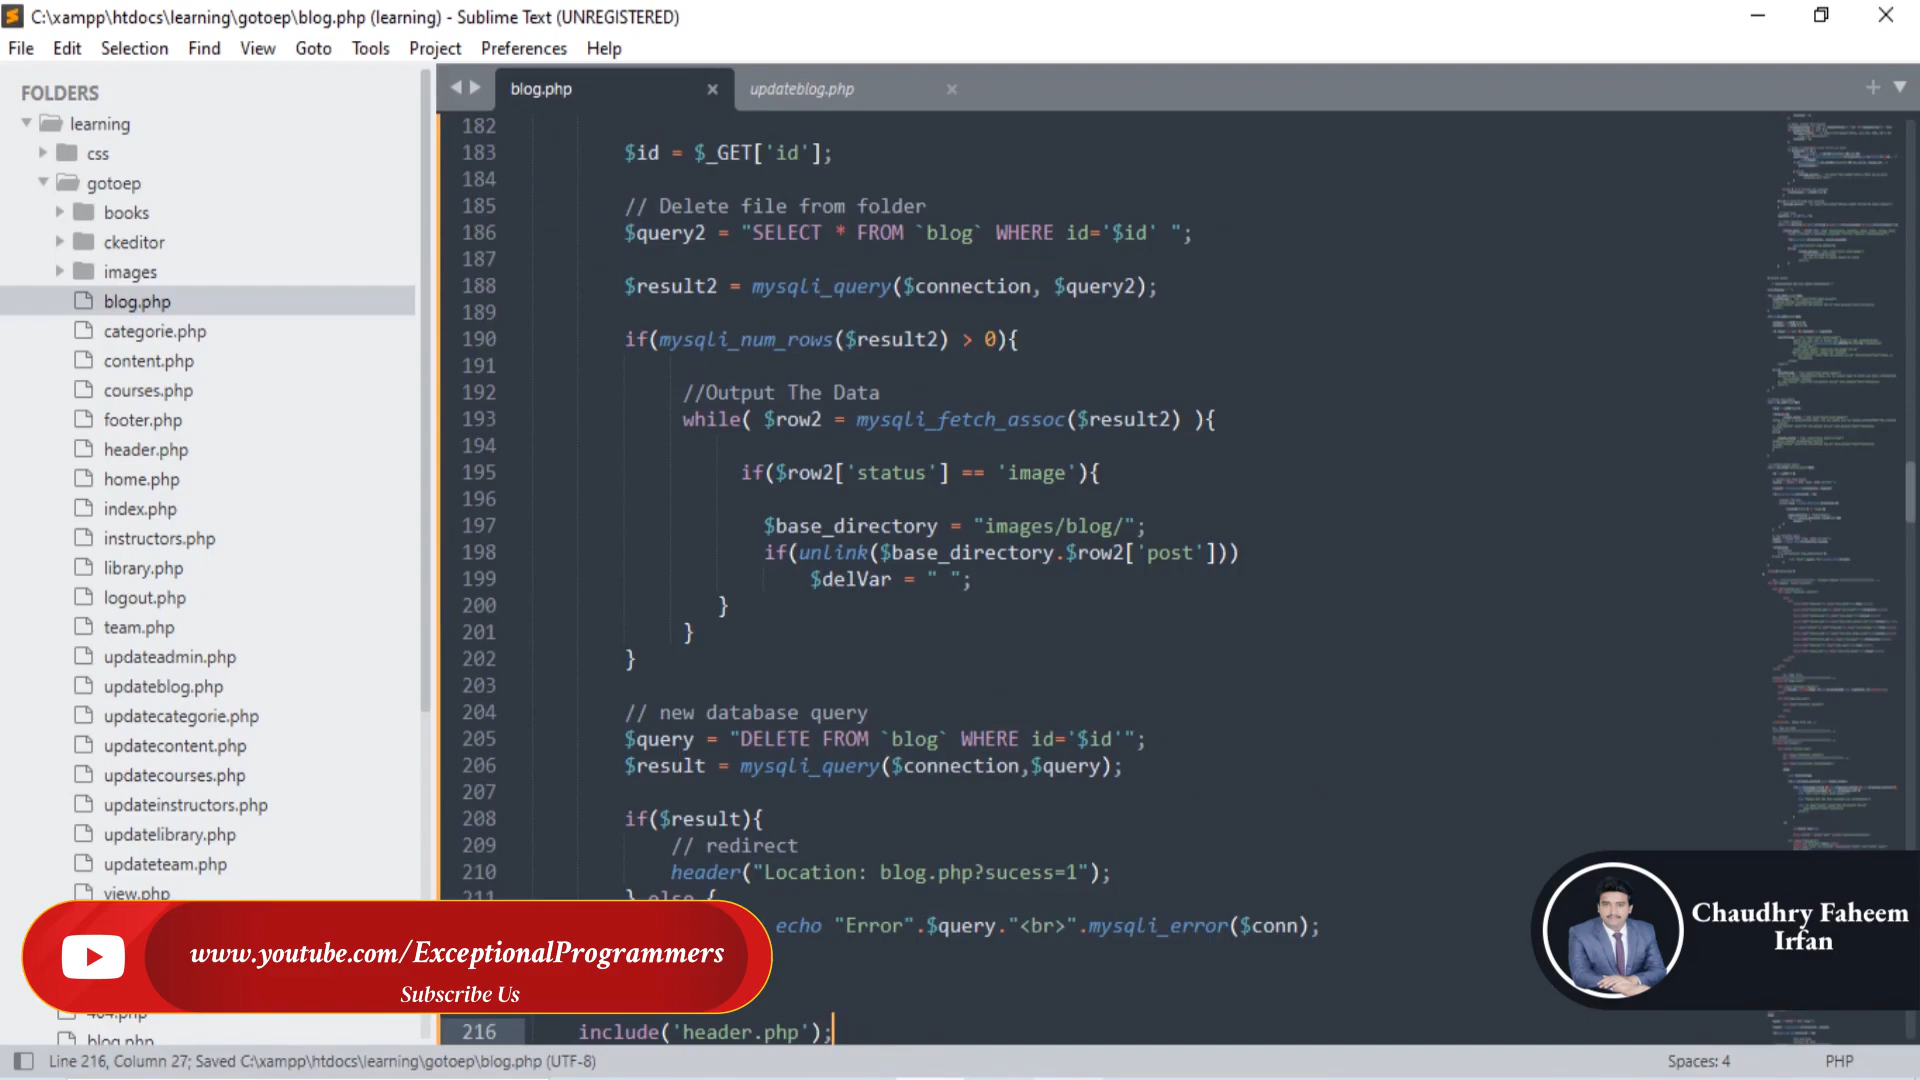 C:\xampp\htdocs\learning\gotoep\blog.php (learning) - Sublime Text (UNREGISTERED)
File Edit Selection Find View Goto Tools Project Preferences Help
FOLDERS
learning
css
gotoep
books
ckeditor
images
blog.php
categorie.php
content.php
courses.php
footer.php
header.php
home.php
index.php
instructors.php
library.php
logout.php
team.php
updateadmin.php
updateblog.php
updatecategorie.php
updatecontent.php
updatecourses.php
updateinstructors.php
updatelibrary.php
updateteam.php
view.php
404.php
blog.php
blog.php updateblog.php
182
183 $id = $_GET['id'];
184
185 // Delete file from folder
186 $query2 = "SELECT * FROM `blog` WHERE id='$id' ";
187
188 $result2 = mysqli_query($connection, $query2);
189
190 if(mysqli_num_rows($result2) > 0){
191
192 //Output The Data
193 while( $row2 = mysqli_fetch_assoc($result2) ){
194
195 if($row2['status'] == 'image'){
196
197 $base_directory = "images/blog/";
198 if(unlink($base_directory.$row2['post']))
199 $delVar = " ";
200 }
201 }
202 }
203
204 // new database query
205 $query = "DELETE FROM `blog` WHERE id='$id'";
206 $result = mysqli_query($connection,$query);
207
208 if($result){
209 // redirect
210 header("Location: blog.php?sucess=1");
211 } else {
echo "Error".$query."<br>".mysqli_error($conn);
216 include('header.php');
www.youtube.com/ExceptionalProgrammers
Subscribe Us
Chaudhry Faheem
Irfan
Line 216, Column 27; Saved C:\xampp\htdocs\learning\gotoep\blog.php (UTF-8) Spaces: 4 PHP